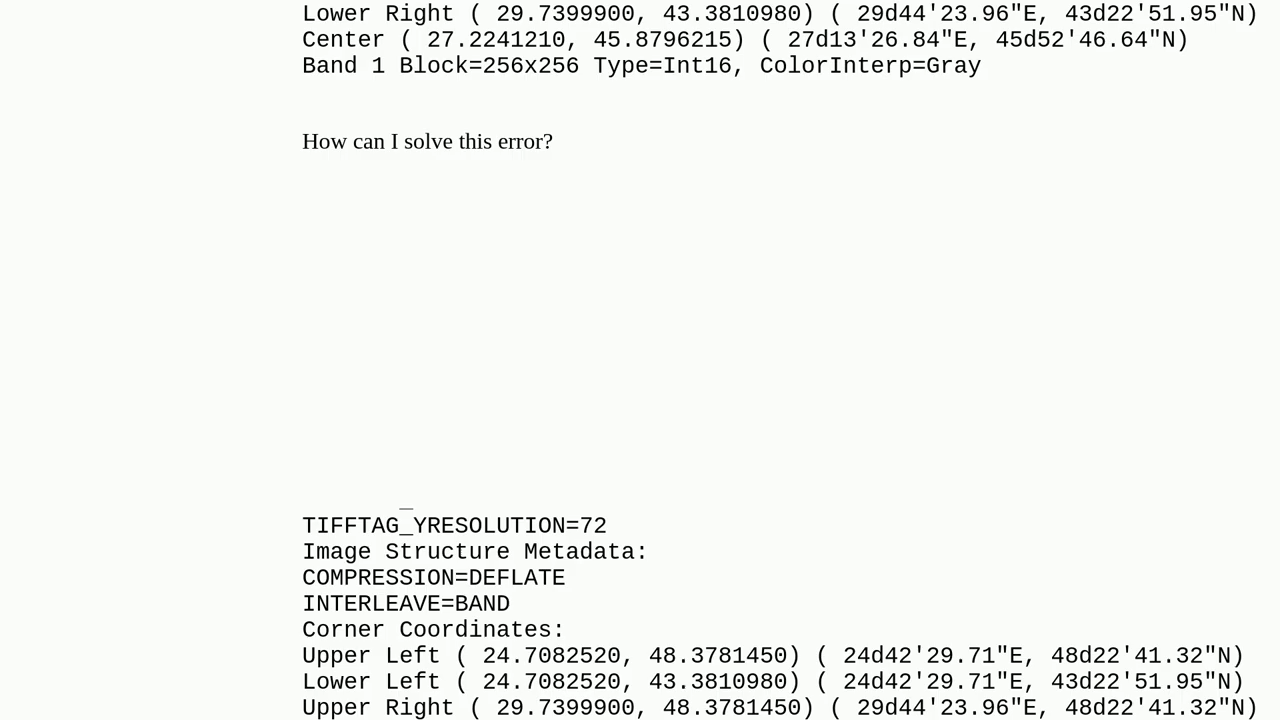 Lower Right ( 29.7399900, 43.3810980) ( 29d44'23.96"E, 43d22'51.95"N)
Center ( 27.2241210, 45.8796215) ( 27d13'26.84"E, 45d52'46.64"N)
Band 1 Block=256x256 Type=Int16, ColorInterp=Gray
How can I solve this error?
TIFFTAG_YRESOLUTION=72
Image Structure Metadata:
COMPRESSION=DEFLATE
INTERLEAVE=BAND
Corner Coordinates:
Upper Left ( 24.7082520, 48.3781450) ( 24d42'29.71"E, 48d22'41.32"N)
Lower Left ( 24.7082520, 43.3810980) ( 24d42'29.71"E, 43d22'51.95"N)
Upper Right ( 29.7399900, 48.3781450) ( 29d44'23.96"E, 48d22'41.32"N)